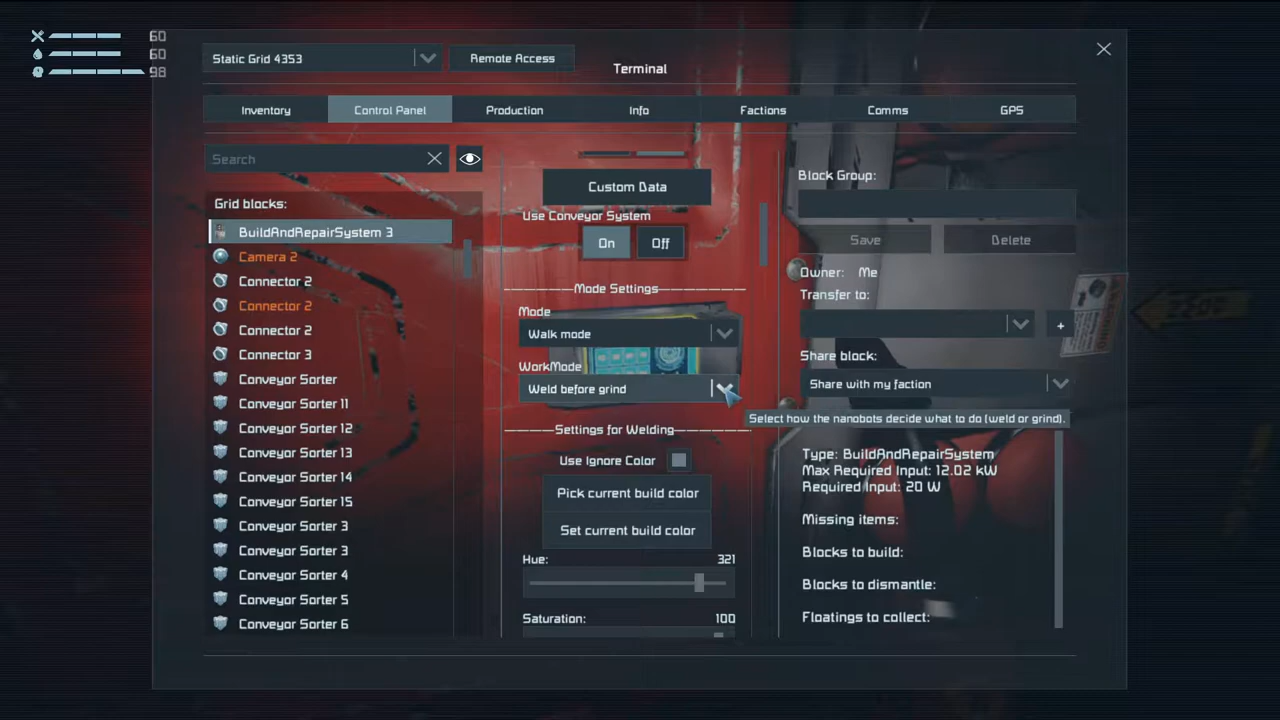 60
60
98
Static Grid 4353
Remote Access
Terminal
Inventory
Control Panel
Production
Info
Factions
Comms
GPS
Search
Grid blocks:
BuildAndRepairSystem 3
Camera 2
Connector 2
Connector 2
Connector 2
Connector 3
Conveyor Sorter
Conveyor Sorter 11
Conveyor Sorter 12
Conveyor Sorter 13
Conveyor Sorter 14
Conveyor Sorter 15
Conveyor Sorter 3
Conveyor Sorter 3
Conveyor Sorter 4
Conveyor Sorter 5
Conveyor Sorter 6
Custom Data
Use Conveyor System
On Off
Mode Settings
Mode
Walk mode
WorkMode
Weld before grind
Select how the nanobots decide what to do (weld or grind).
Settings for Welding
Use Ignore Color
Pick current build color
Set current build color
Hue: 321
Saturation: 100
Block Group:
Save Delete
Owner: Me
Transfer to:
+
Share block:
Share with my faction
Type: BuildAndRepairSystem
Max Required Input: 12.02 kW
Required Input: 20 W
Missing items:
Blocks to build:
Blocks to dismantle:
Floatings to collect: